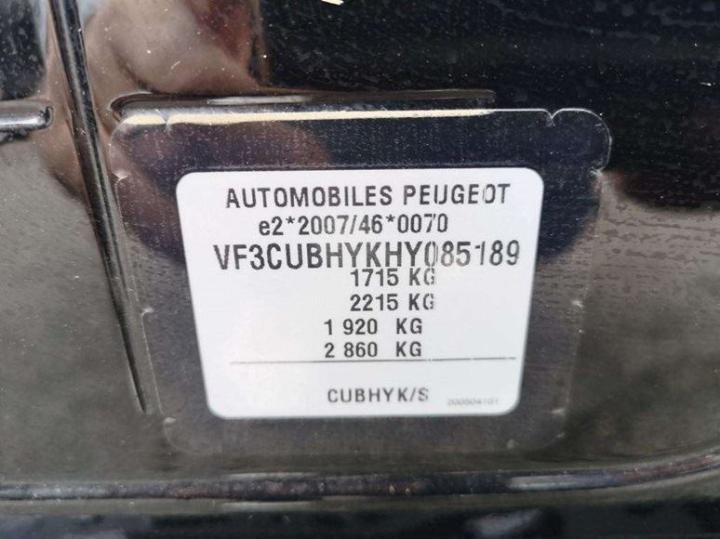 AUTOMOBILES PEUGEOT
e2*2007/46*0070
VF3CUBHYKHY085189
1715 KG
2215 KG
1 920 KG
2 860 KG
CUBHYK/S